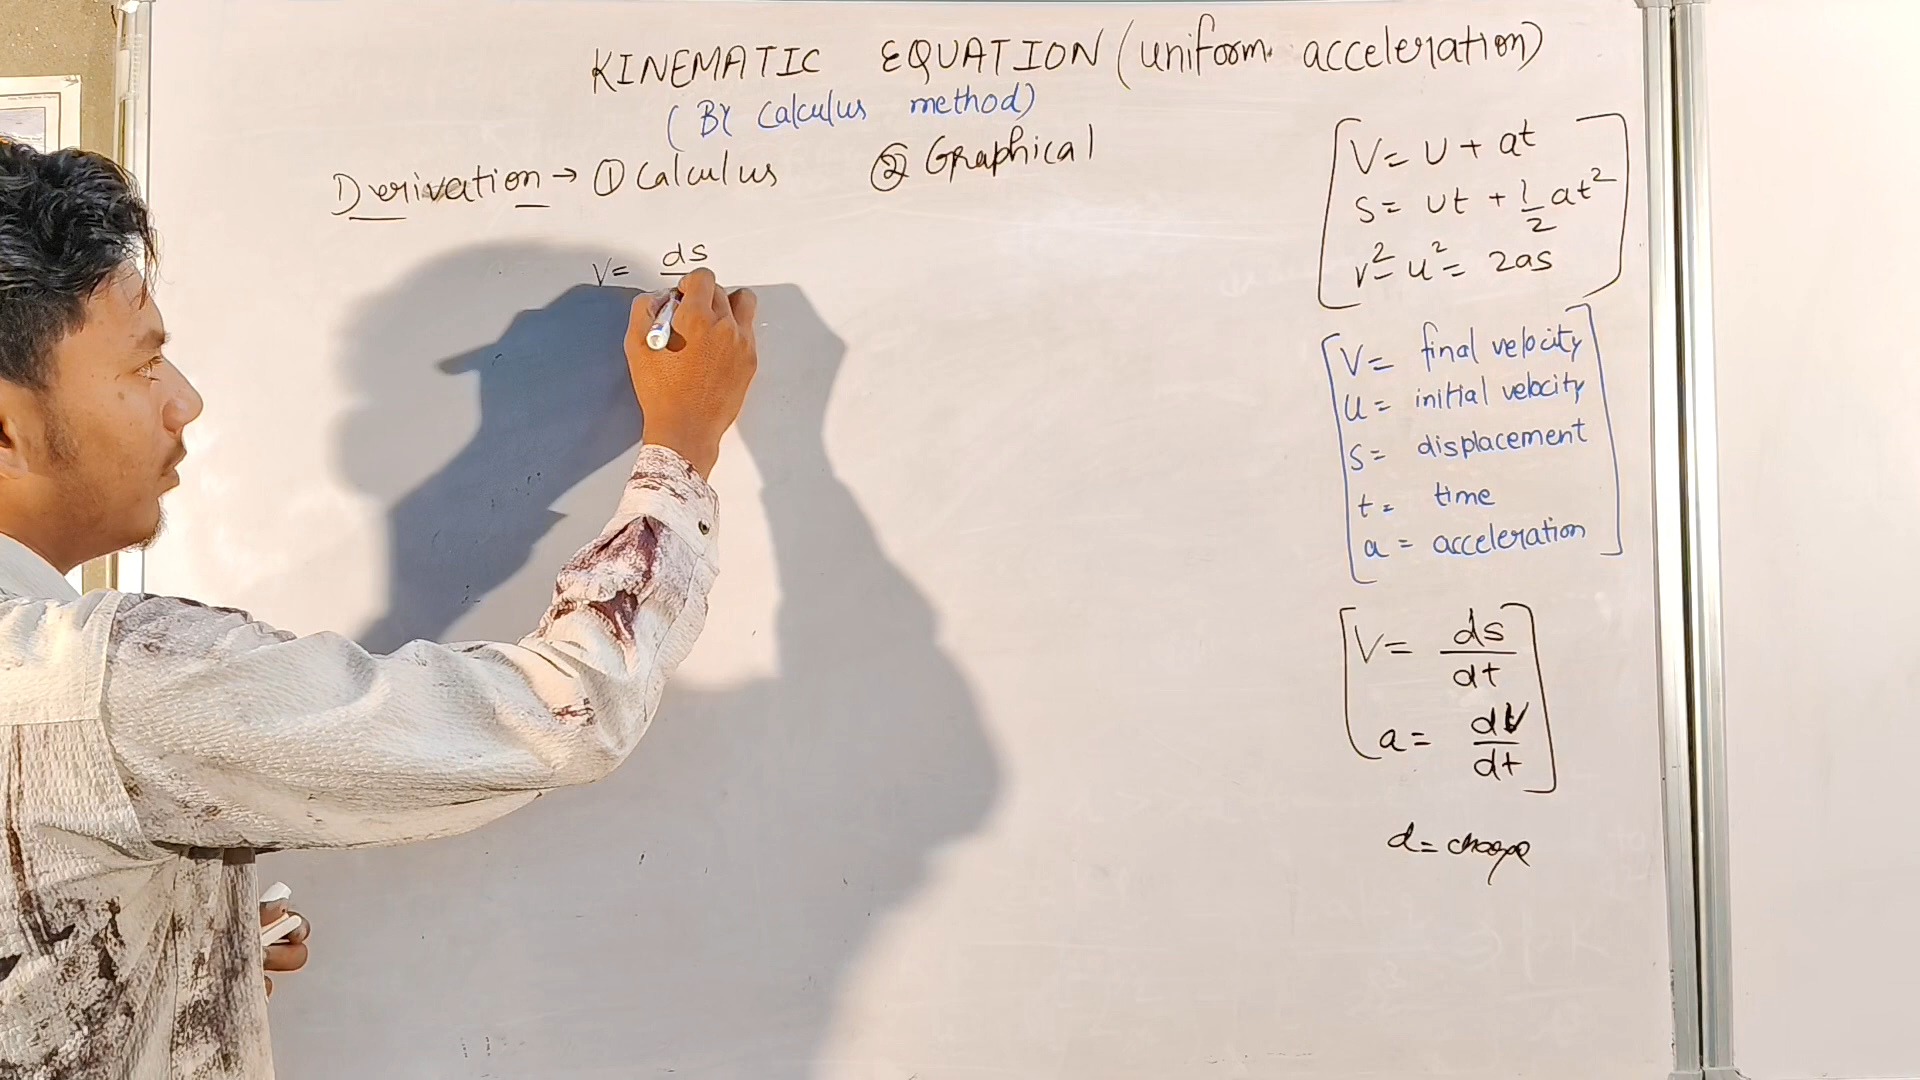 KINEMATIC EQUATION (uniform acceleration)
(By Calculus method)
Derivation → ① Calculus ② Graphical
V = ds
V = U + at
S = Ut + 1/2 at²
v² - u² = 2as
V = final velocity
U = initial velocity
S = displacement
t = time
a = acceleration
V = ds/dt
a = dV/dt
d = change